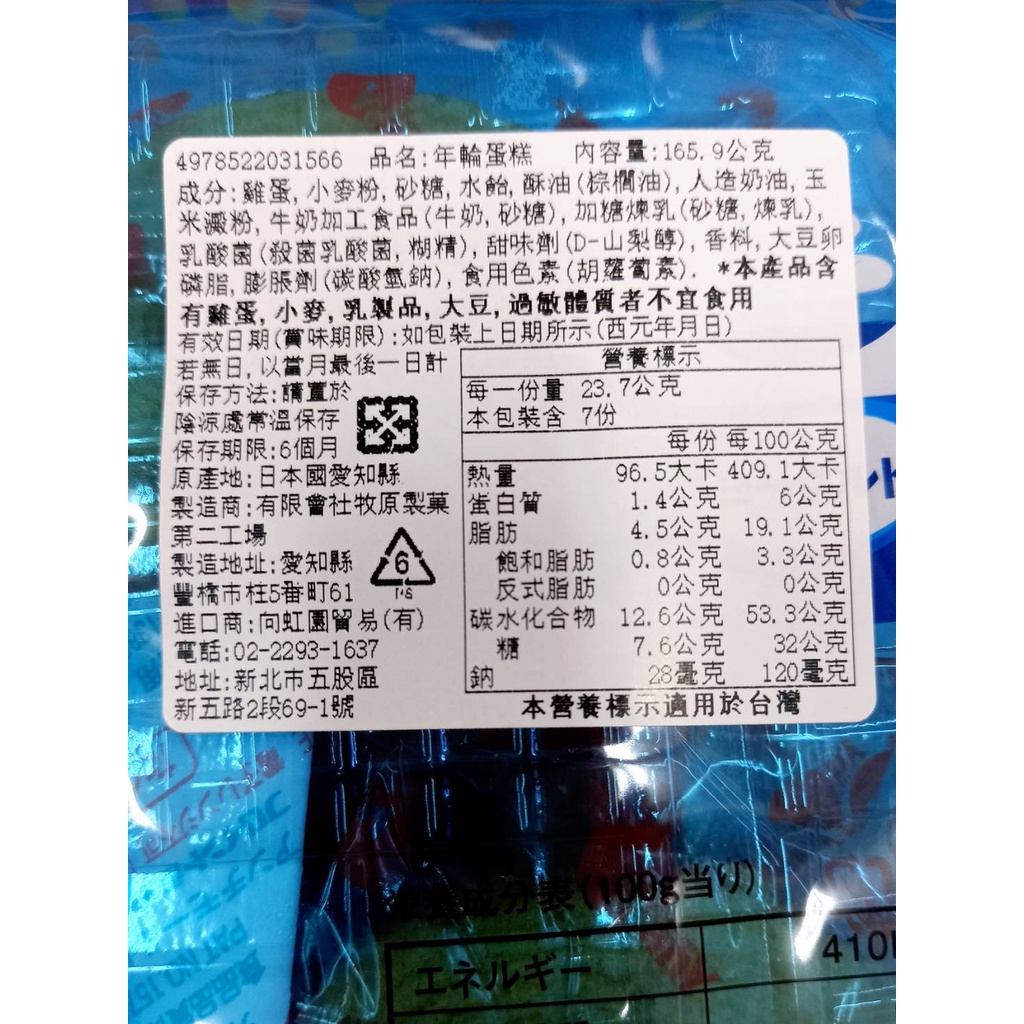 4978522031566 品名:年輪蛋糕 內容量:165.9公克
成分:雞蛋, 小麥粉, 砂糖, 水飴, 酥油(棕櫚油), 人造奶油, 玉
米澱粉, 牛奶加工食品(牛奶, 砂糖), 加糖煉乳(砂糖, 煉乳),
乳酸菌(殺菌乳酸菌, 糊精), 甜味劑(D-山梨醇), 香料, 大豆卵
磷脂, 膨脹劑(碳酸氫鈉), 食用色素(胡蘿蔔素). *本產品含
有雞蛋, 小麥, 乳製品, 大豆, 過敏體質者不宜食用
有效日期(賞味期限):如包裝上日期所示(西元年月日)
若無日, 以當月最後一日計
保存方法:請置於
陰涼處常溫保存
保存期限:6個月
原產地:日本國愛知縣
製造商:有限會社牧原製菓
第二工場
製造地址:愛知縣
豐橋市柱5番町61
進口商:向虹園貿易(有)
電話:02-2293-1637
地址:新北市五股區
新五路2段69-1號
6
PS
營養標示
每一份量 23.7公克
本包裝含 7份
每份 每100公克
熱量 96.5大卡 409.1大卡
蛋白質 1.4公克 6公克
脂肪 4.5公克 19.1公克
飽和脂肪 0.8公克 3.3公克
反式脂肪 0公克 0公克
碳水化合物 12.6公克 53.3公克
糖 7.6公克 32公克
鈉 28毫克 120毫克
本營養標示適用於台灣
成分表(100g当り)
エネルギー 410